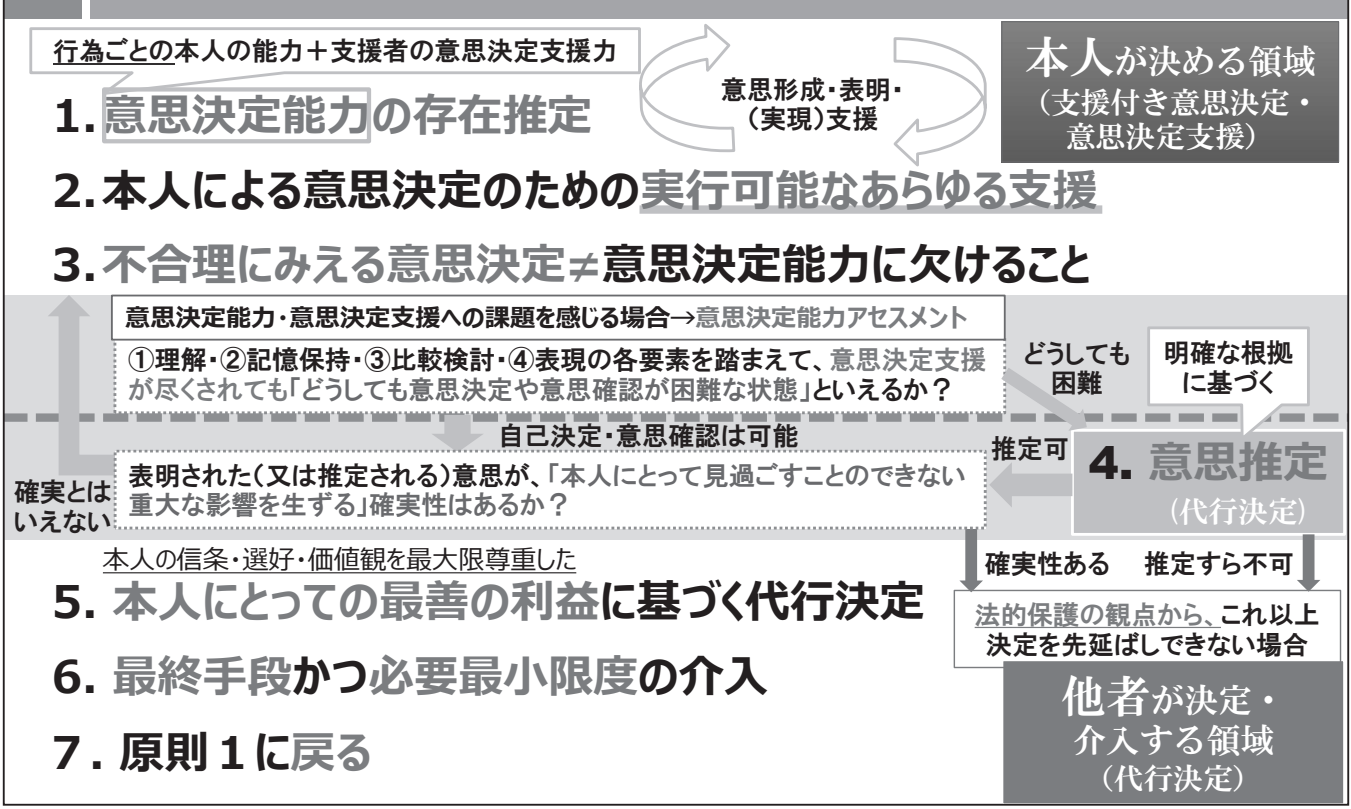 行為ごとの本人の能力＋支援者の意思決定支援力
意思形成・表明・
（実現）支援
本人が決める領域
（支援付き意思決定・
意思決定支援）
1. 意思決定能力の存在推定
2. 本人による意思決定のための実行可能なあらゆる支援
3. 不合理にみえる意思決定≠意思決定能力に欠けること
意思決定能力・意思決定支援への課題を感じる場合→意思決定能力アセスメント
①理解・②記憶保持・③比較検討・④表現の各要素を踏まえて、意思決定支援
が尽くされても「どうしても意思決定や意思確認が困難な状態」といえるか？
どうしても
困難
明確な根拠
に基づく
自己決定・意思確認は可能
推定可
4. 意思推定
（代行決定）
確実とは
いえない
表明された（又は推定される）意思が、「本人にとって見過ごすことのできない
重大な影響を生ずる」確実性はあるか？
確実性ある
推定すら不可
本人の信条・選好・価値観を最大限尊重した
5. 本人にとっての最善の利益に基づく代行決定
法的保護の観点から、これ以上
決定を先延ばしできない場合
6. 最終手段かつ必要最小限度の介入
7. 原則１に戻る
他者が決定・
介入する領域
（代行決定）